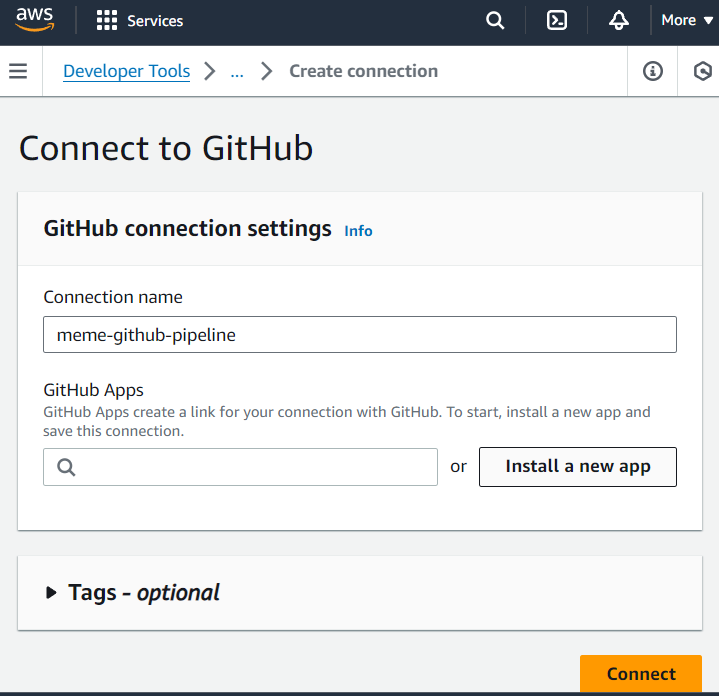 aws Services More
Developer Tools ... Create connection
Connect to GitHub
GitHub connection settings Info
Connection name
meme-github-pipeline
GitHub Apps
GitHub Apps create a link for your connection with GitHub. To start, install a new app and
save this connection.
or Install a new app
Tags - optional
Connect